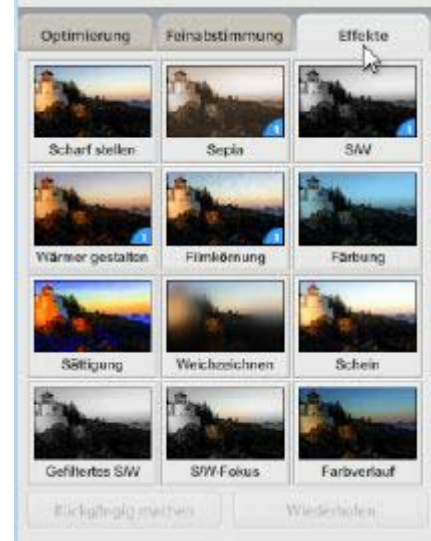 Optimierung Feinabstimmung Effekte
Scharf stellen Sepia S/W
Wärmer gestalten Filmkörnung Färbung
Sättigung Weichzeichnen Schein
Gefiltertes S/W S/W-Fokus Farbverlauf
Rückgängig machen Wiederholen